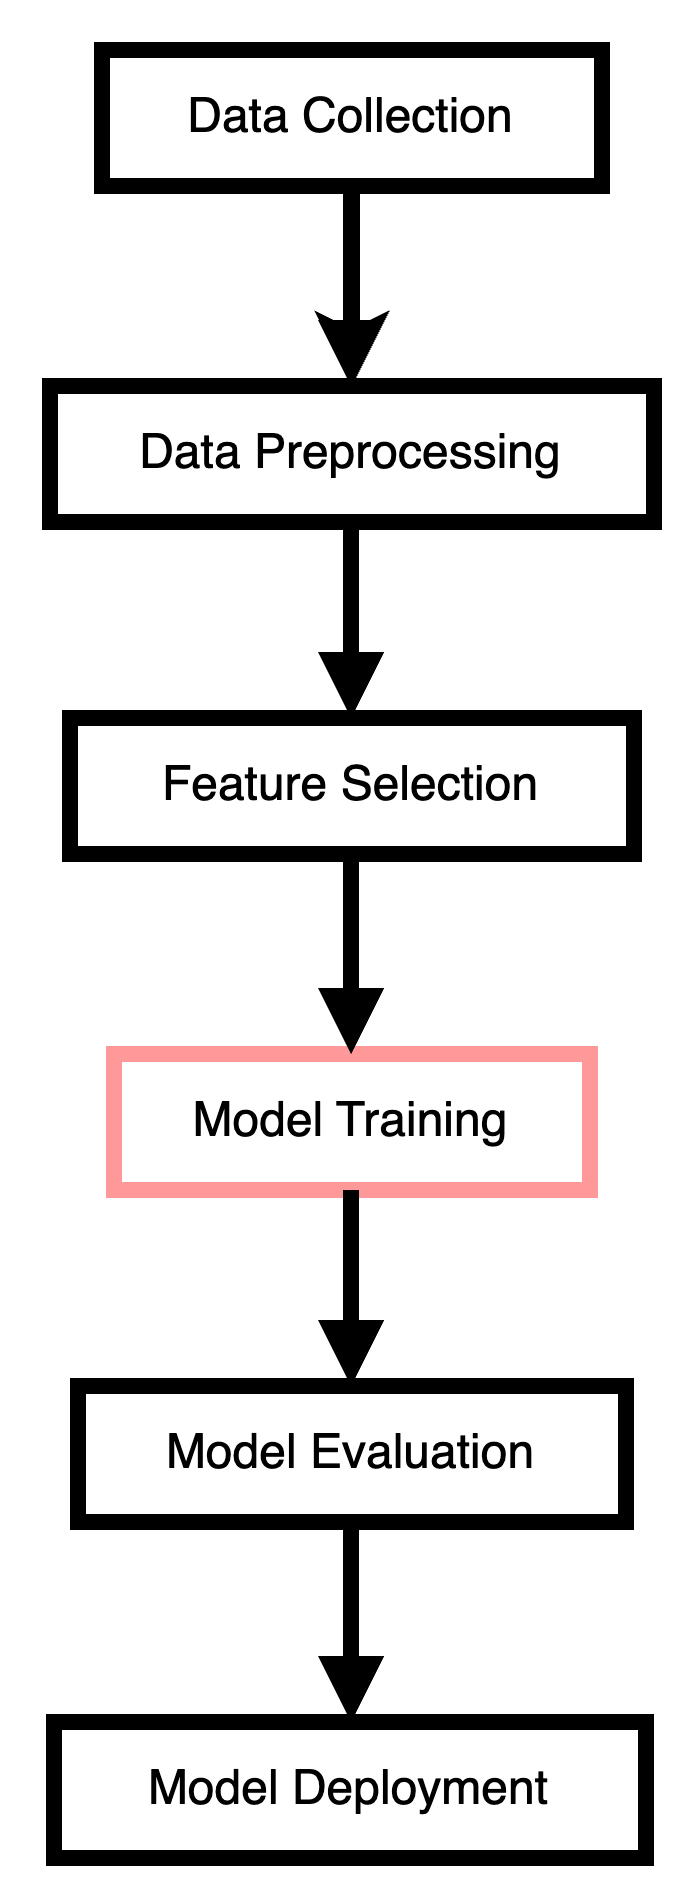 Data Collection
Data Preprocessing
Feature Selection
Model Training
Model Evaluation
Model Deployment